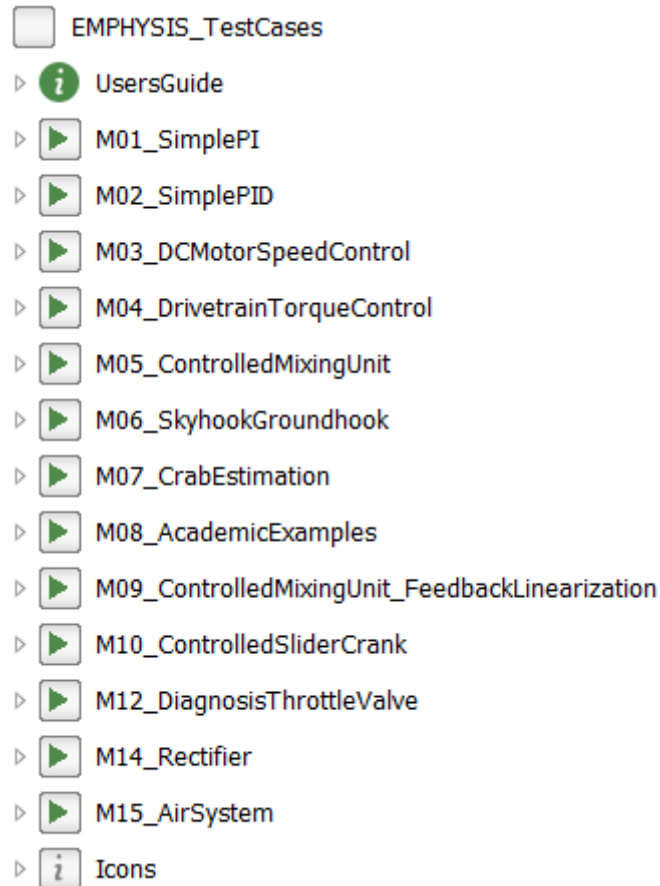 EMPHYSIS_TestCases
UsersGuide
M01_SimplePI
M02_SimplePID
M03_DCMotorSpeedControl
M04_DrivetrainTorqueControl
M05_ControlledMixingUnit
M06_SkyhookGroundhook
M07_CrabEstimation
M08_AcademicExamples
M09_ControlledMixingUnit_FeedbackLinearization
M10_ControlledSliderCrank
M12_DiagnosisThrottleValve
M14_Rectifier
M15_AirSystem
Icons